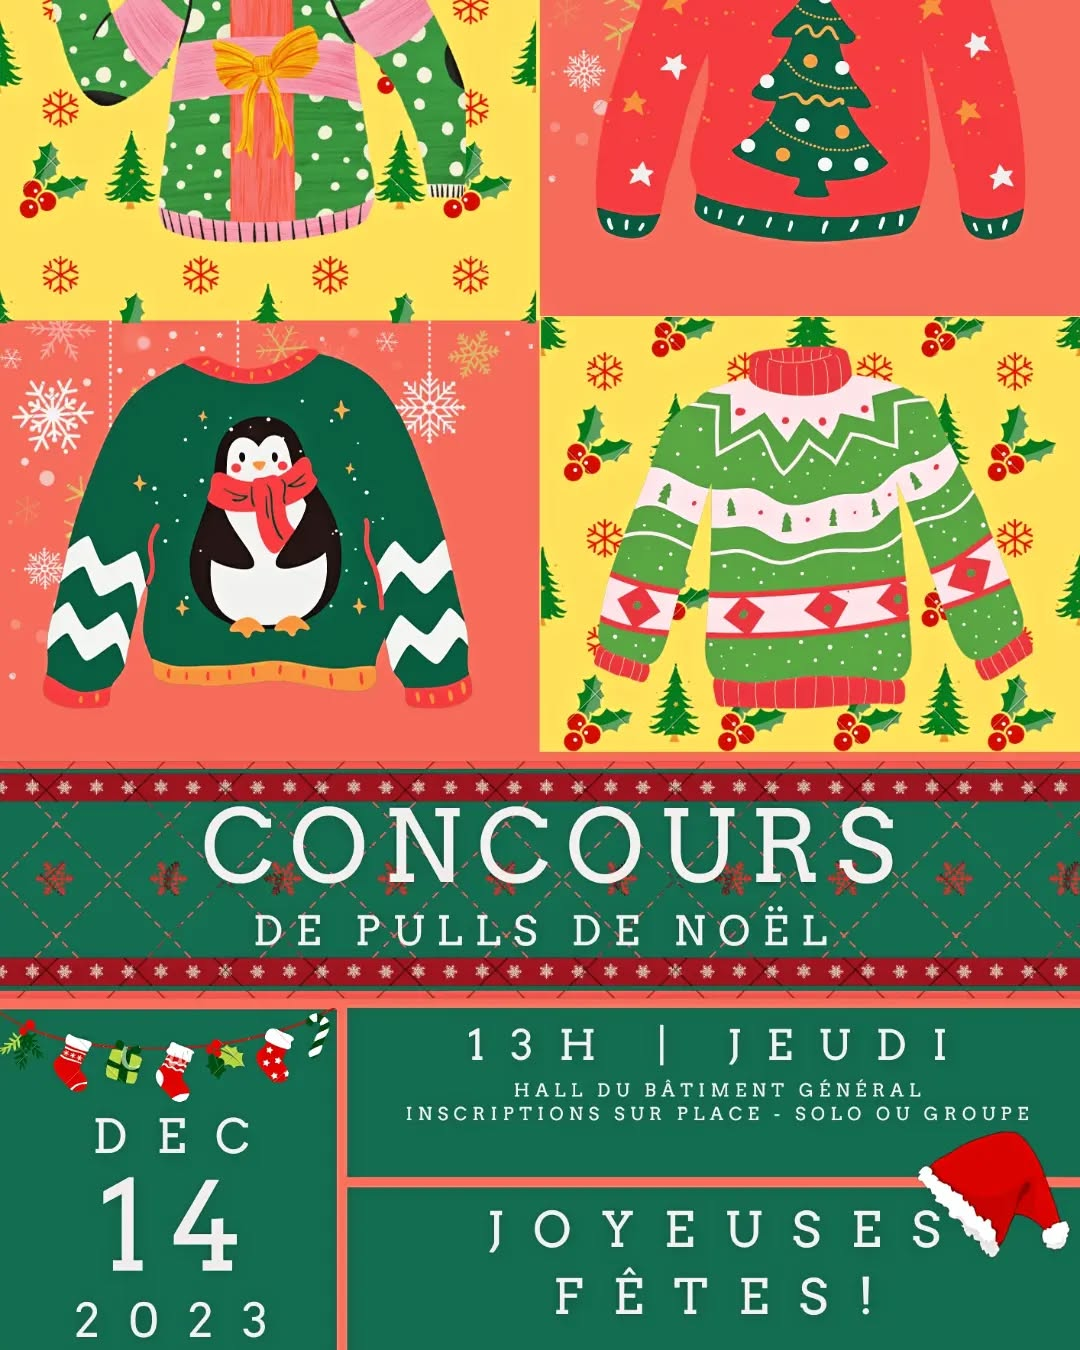 CONCOURS
DE PULLS DE NOËL
DEC
14
2023
13H | JEUDI
HALL DU BÂTIMENT GÉNÉRAL
INSCRIPTIONS SUR PLACE - SOLO OU GROUPE
JOYEUSES
FÊTES!